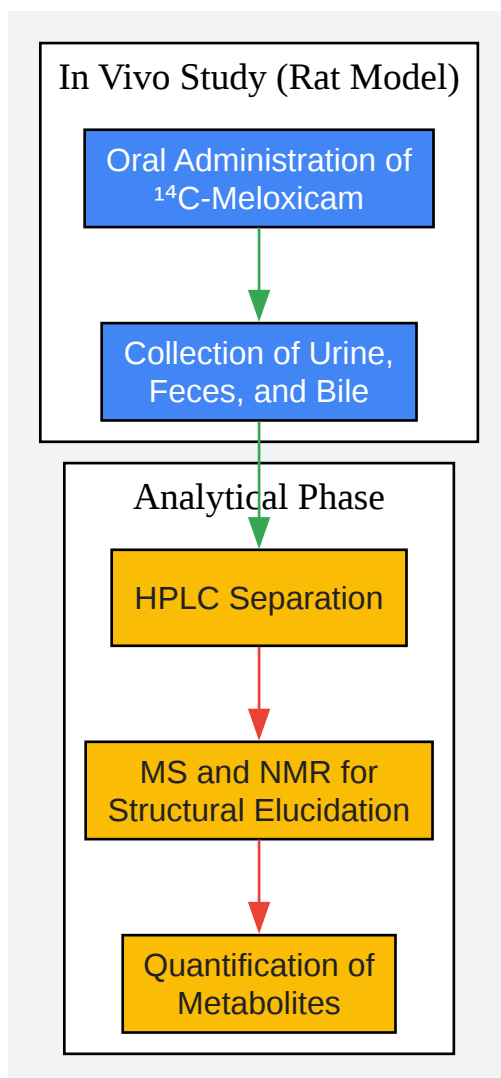 In Vivo Study (Rat Model)
Oral Administration of
¹⁴C-Meloxicam
Collection of Urine,
Feces, and Bile
Analytical Phase
HPLC Separation
MS and NMR for
Structural Elucidation
Quantification of
Metabolites